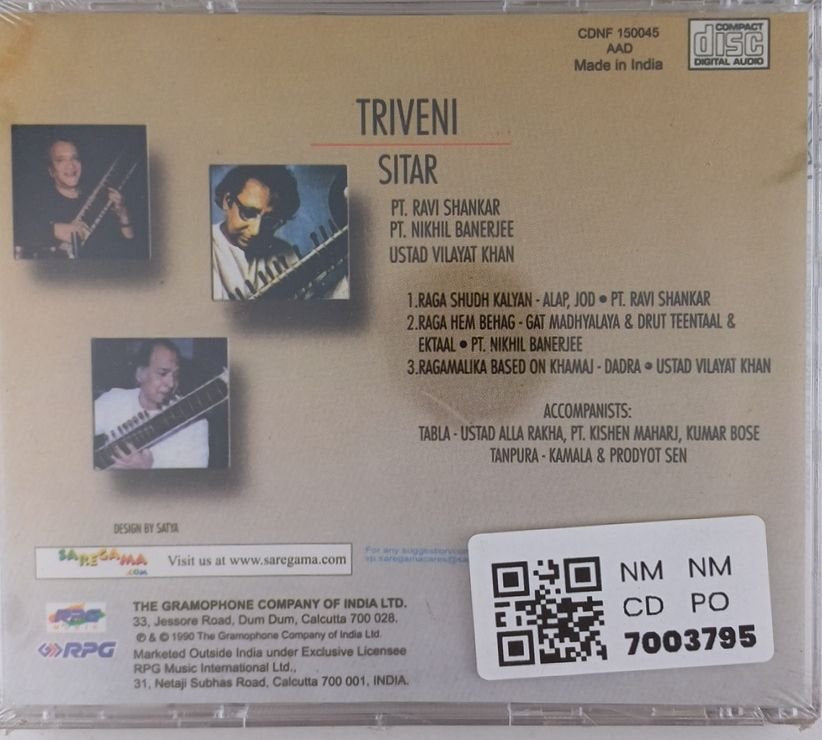 CDNF 150045
AAD
Made in India
COMPACT
disc
DIGITAL AUDIO
TRIVENI
SITAR
PT. RAVI SHANKAR
PT. NIKHIL BANERJEE
USTAD VILAYAT KHAN
1.RAGA SHUDH KALYAN - ALAP, JOD • PT. RAVI SHANKAR
2.RAGA HEM BEHAG - GAT MADHYALAYA & DRUT TEENTAAL &
EKTAAL • PT. NIKHIL BANERJEE
3.RAGAMALIKA BASED ON KHAMAJ - DADRA • USTAD VILAYAT KHAN
ACCOMPANISTS:
TABLA - USTAD ALLA RAKHA, PT. KISHEN MAHARJ, KUMAR BOSE
TANPURA - KAMALA & PRODYOT SEN
DESIGN BY SATYA
SAREGAMA
.COM
Visit us at www.saregama.com
For any suggestion/com
THE GRAMOPHONE COMPANY OF INDIA LTD.
33, Jessore Road, Dum Dum, Calcutta 700 028.
℗ & © 1990 The Gramophone Company of India Ltd.
RPG
Marketed Outside India under Exclusive Licensee
RPG Music International Ltd.,
31, Netaji Subhas Road, Calcutta 700 001, INDIA.
NM NM
CD PO
7003795